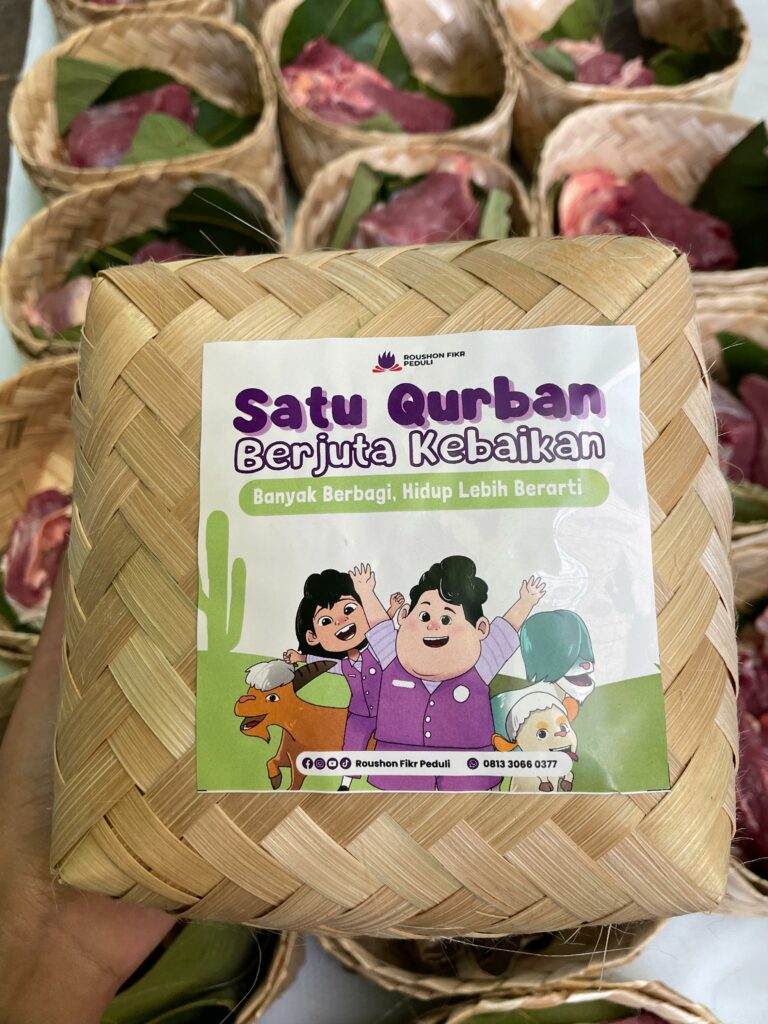 ROUSHON FIKR
PEDULI
Satu Qurban
Berjuta Kebaikan
Banyak Berbagi, Hidup Lebih Berarti
Roushon Fikr Peduli 0813 3066 0377